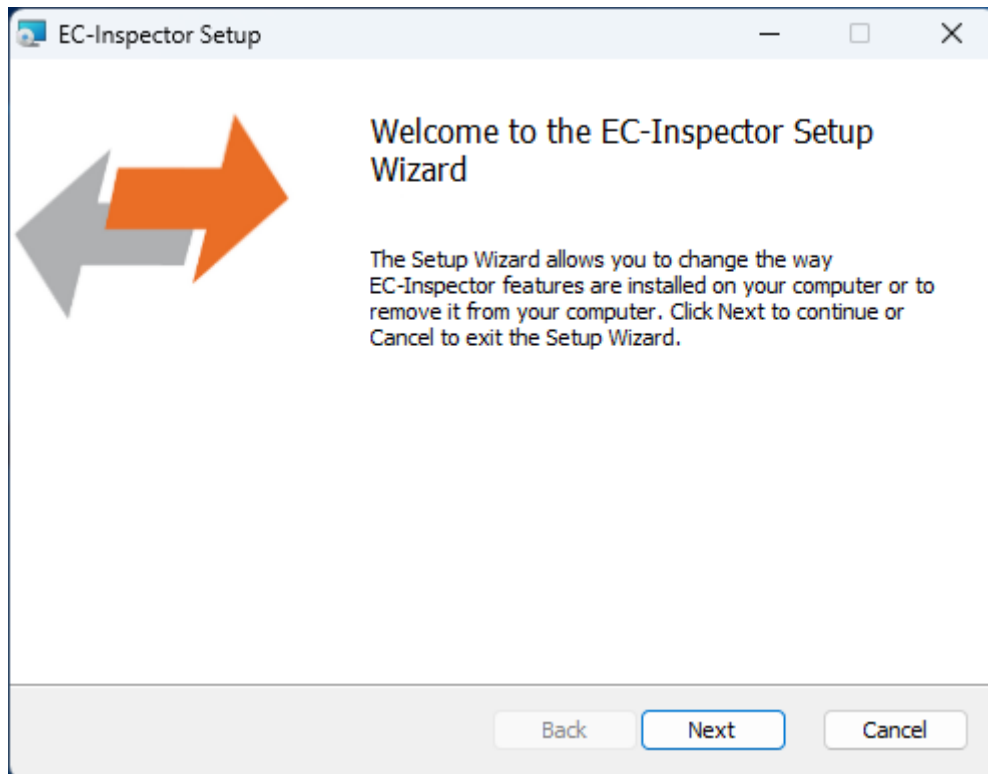 EC-Inspector Setup
Welcome to the EC-Inspector Setup
Wizard
The Setup Wizard allows you to change the way
EC-Inspector features are installed on your computer or to
remove it from your computer. Click Next to continue or
Cancel to exit the Setup Wizard.
Back
Next
Cancel